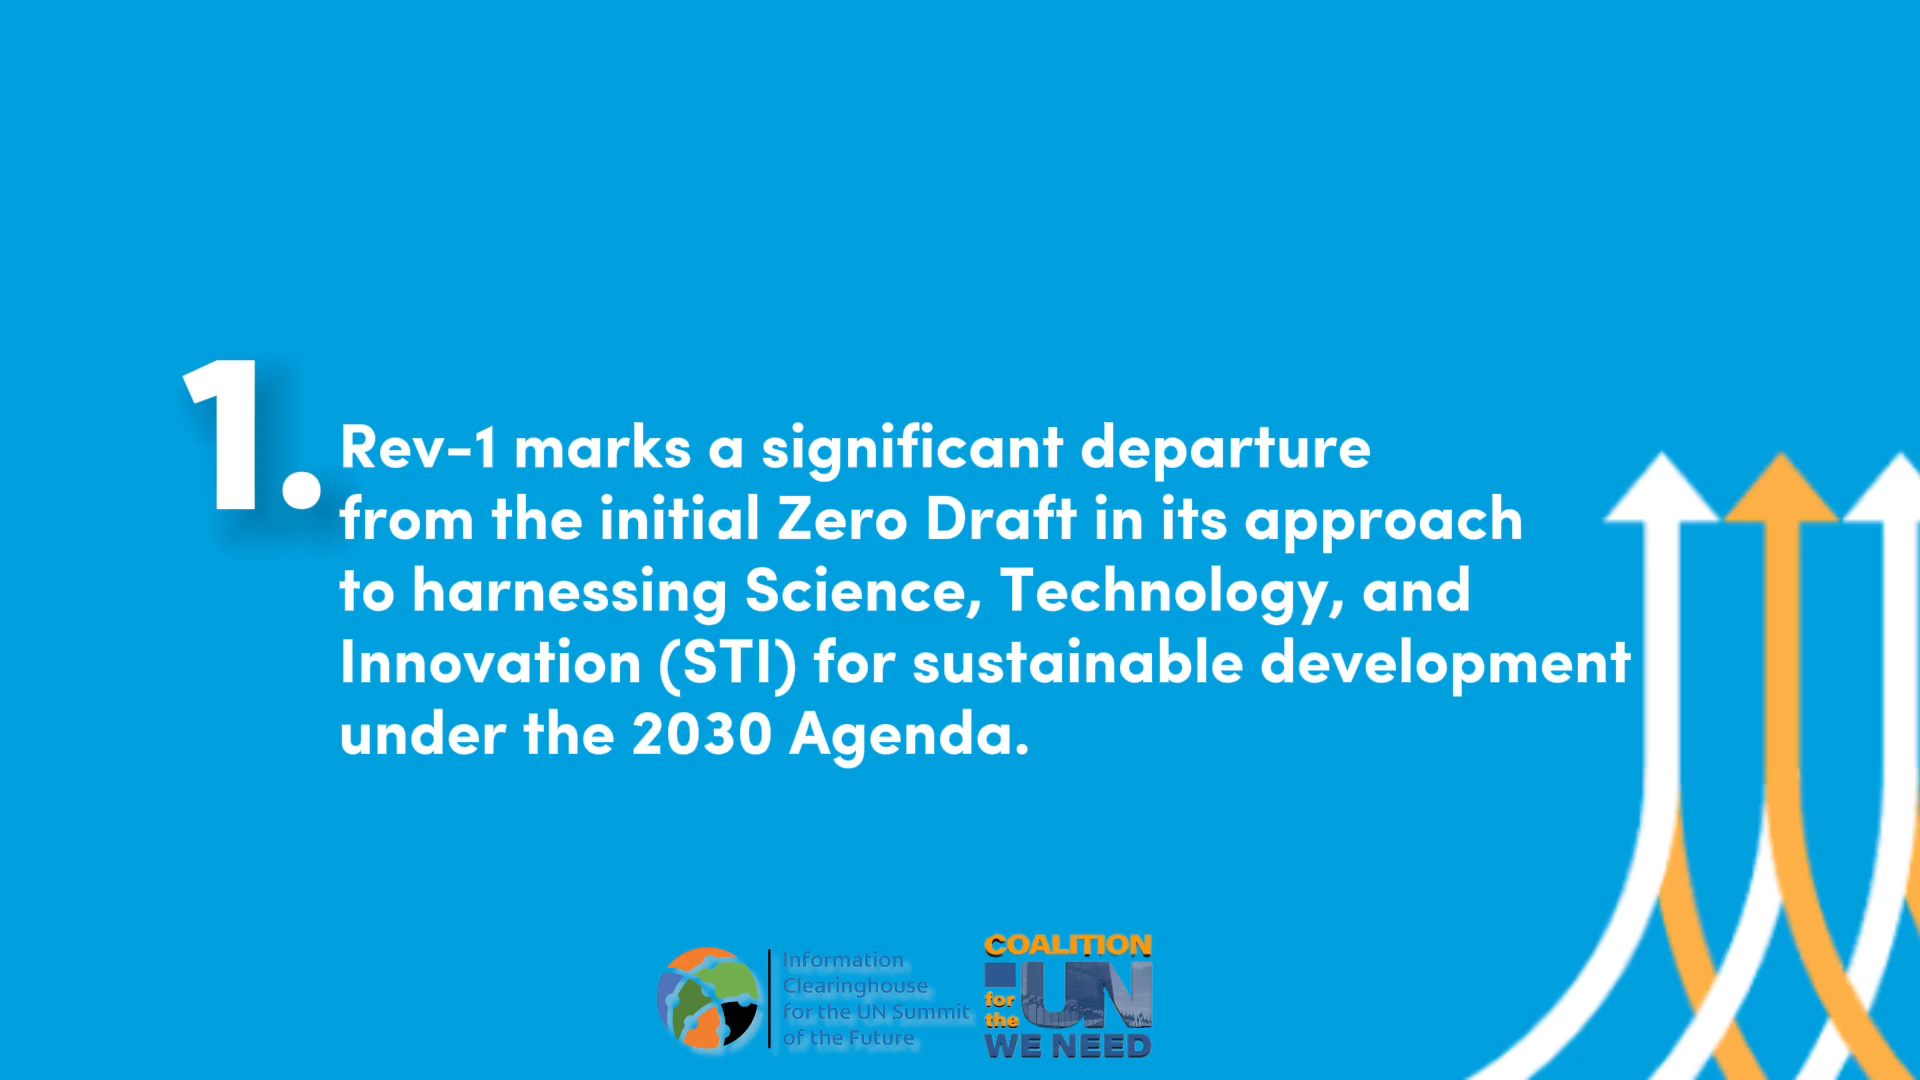 1.
Rev-1 marks a significant departure
from the initial Zero Draft in its approach
to harnessing Science, Technology, and
Innovation (STI) for sustainable development
under the 2030 Agenda.
Information
Clearinghouse
for the UN Summit
of the Future
COALITION
for
the
UN
WE NEED